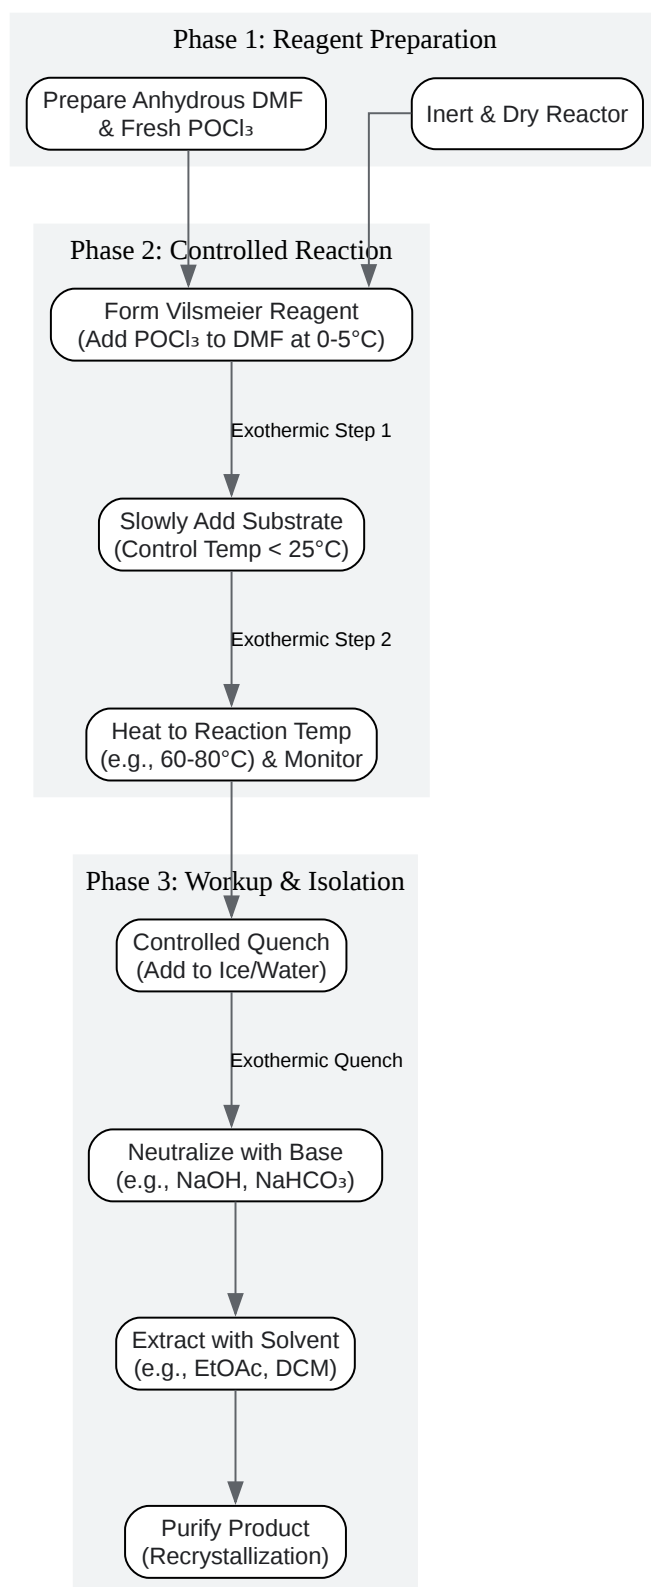 Phase 1: Reagent Preparation
Prepare Anhydrous DMF
& Fresh POCl₃
Inert & Dry Reactor
Phase 2: Controlled Reaction
Form Vilsmeier Reagent
(Add POCl₃ to DMF at 0-5°C)
Exothermic Step 1
Slowly Add Substrate
(Control Temp < 25°C)
Exothermic Step 2
Heat to Reaction Temp
(e.g., 60-80°C) & Monitor
Phase 3: Workup & Isolation
Controlled Quench
(Add to Ice/Water)
Exothermic Quench
Neutralize with Base
(e.g., NaOH, NaHCO₃)
Extract with Solvent
(e.g., EtOAc, DCM)
Purify Product
(Recrystallization)